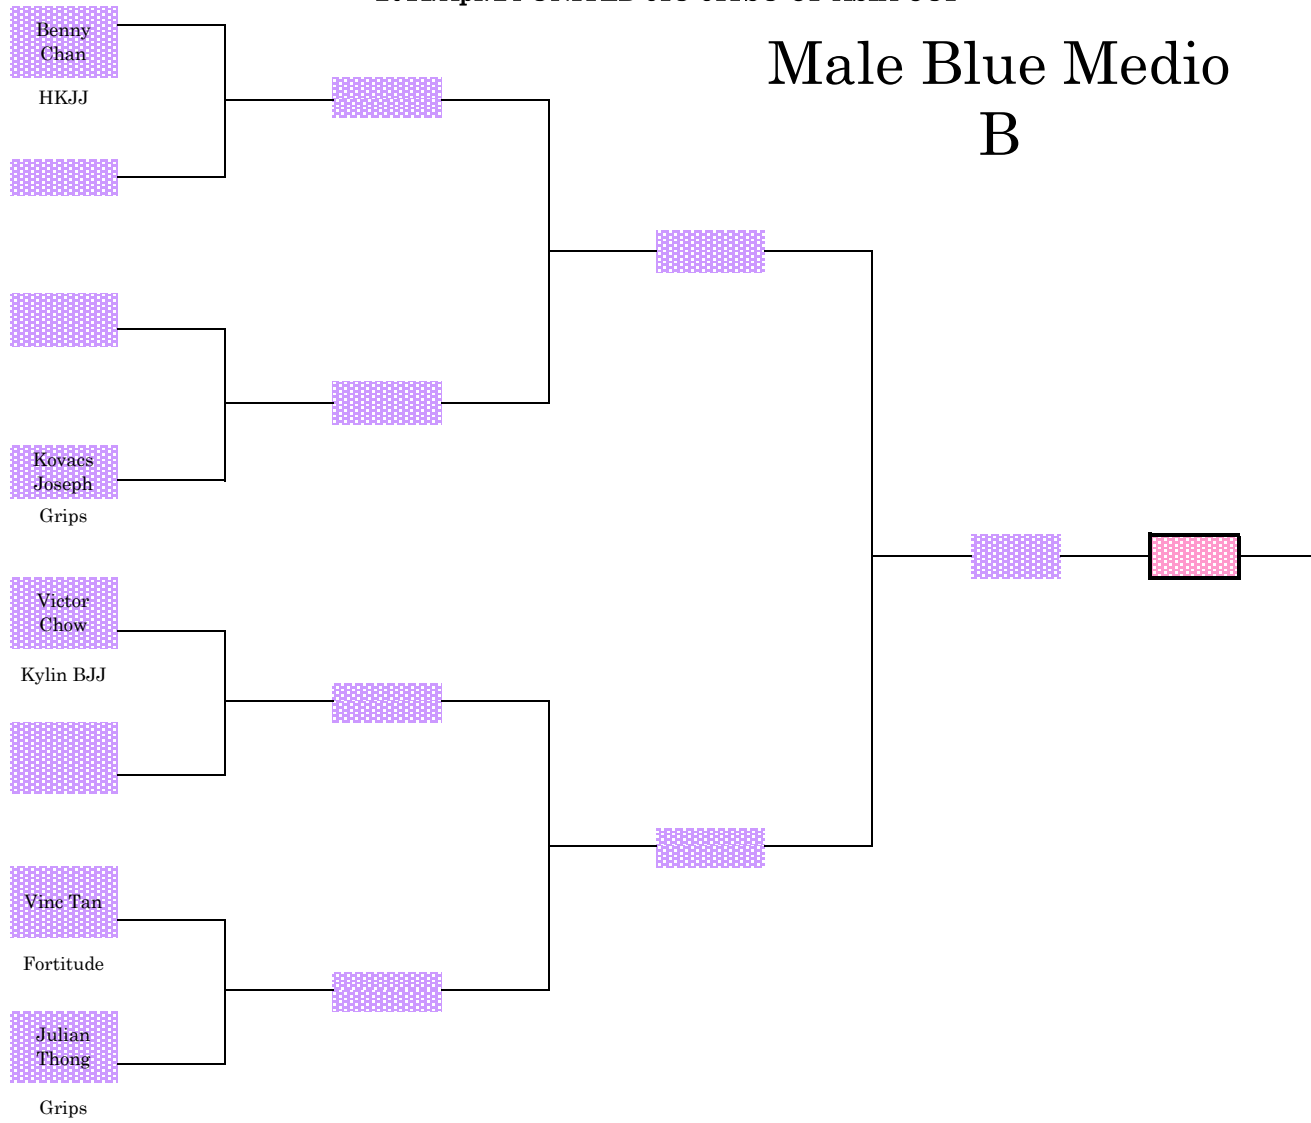 Male Blue Medio
B
Benny
Chan
HKJJ
Kovacs
Joseph
Grips
Victor
Chow
Kylin BJJ
Vinc Tan
Fortitude
Julian
Thong
Grips